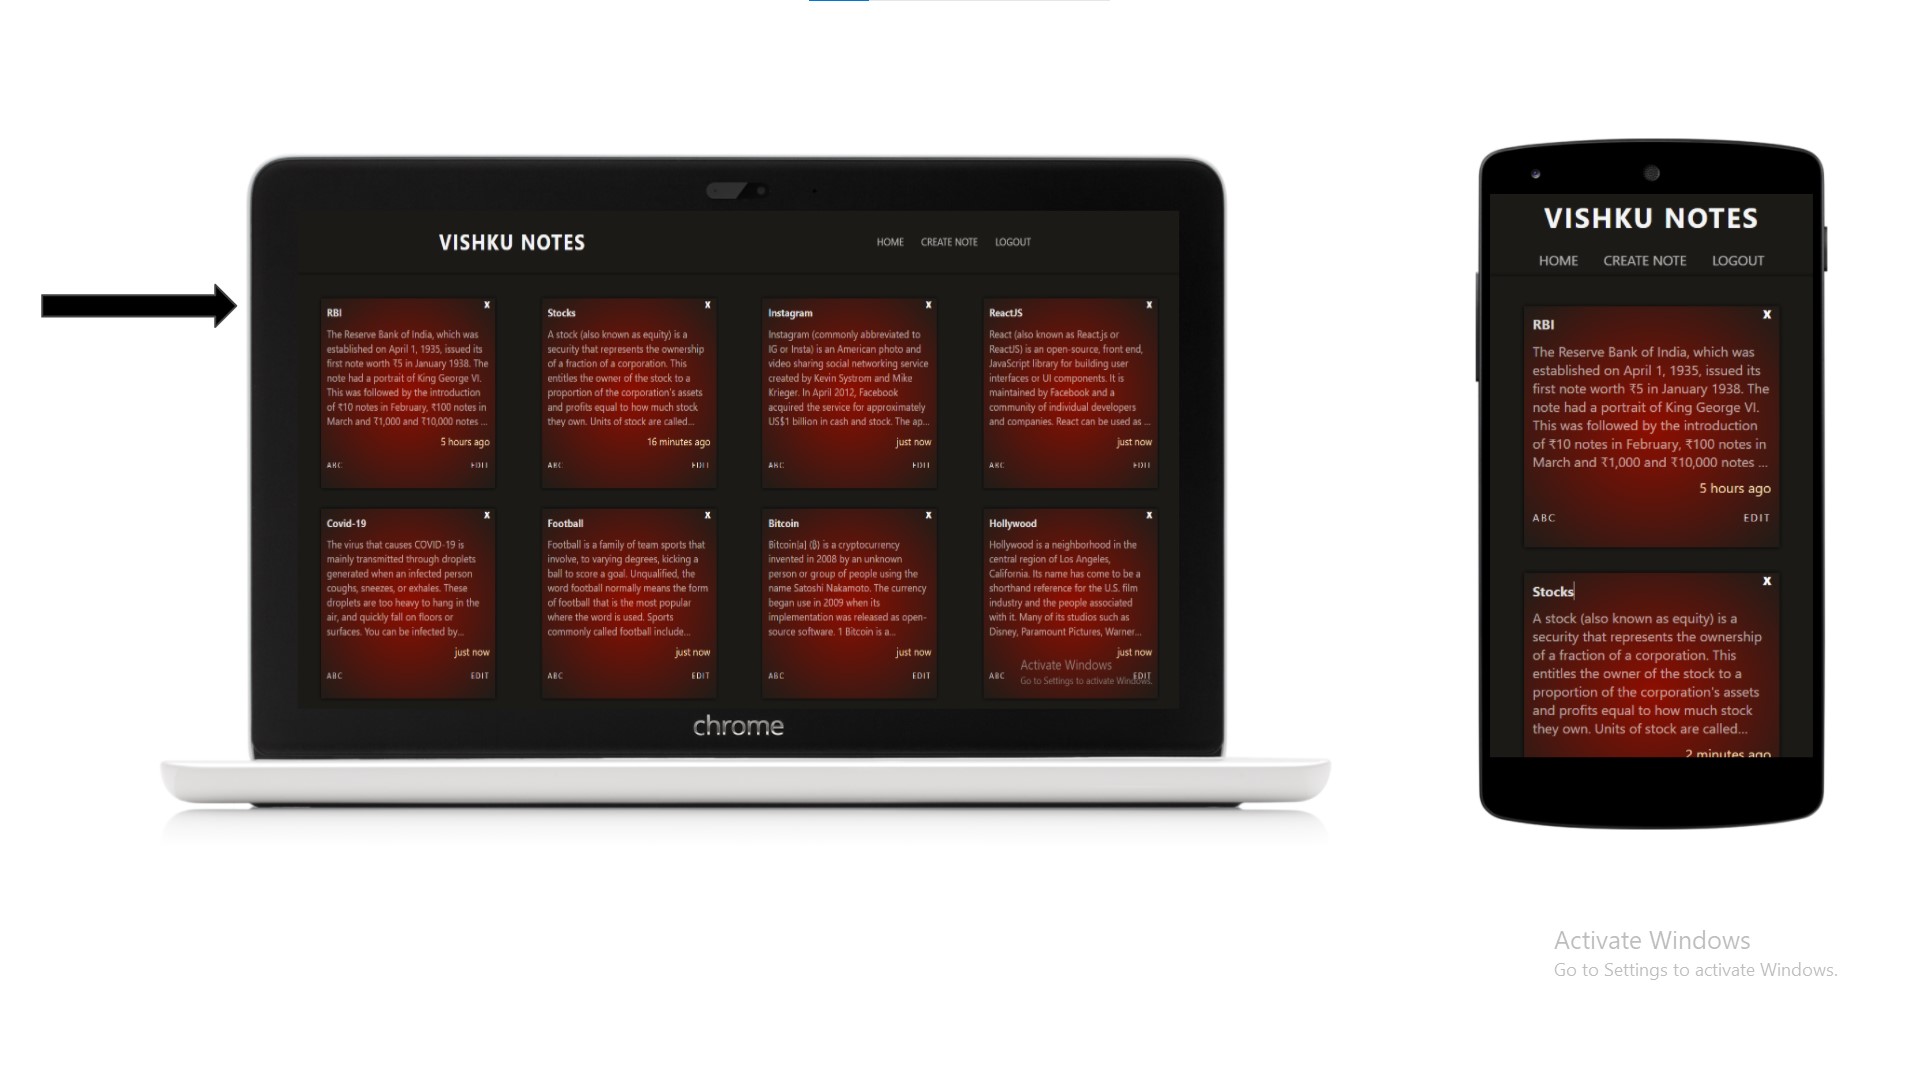 VISHKU NOTES
HOME CREATE NOTE LOGOUT
x
RBI
The Reserve Bank of India, which was
established on April 1, 1935, issued its
first note worth ₹5 in January 1938. The
note had a portrait of King George VI.
This was followed by the introduction
of ₹10 notes in February, ₹100 notes in
March and ₹1,000 and ₹10,000 notes ...
5 hours ago
ABC EDIT
x
Stocks
A stock (also known as equity) is a
security that represents the ownership
of a fraction of a corporation. This
entitles the owner of the stock to a
proportion of the corporation's assets
and profits equal to how much stock
they own. Units of stock are called...
16 minutes ago
ABC EDIT
x
Instagram
Instagram (commonly abbreviated to
IG or Insta) is an American photo and
video sharing social networking service
created by Kevin Systrom and Mike
Krieger. In April 2012, Facebook
acquired the service for approximately
US$1 billion in cash and stock. The ap...
just now
ABC EDIT
x
ReactJS
React (also known as React.js or
ReactJS) is an open-source, front end,
JavaScript library for building user
interfaces or UI components. It is
maintained by Facebook and a
community of individual developers
and companies. React can be used as ...
just now
ABC EDIT
x
Covid-19
The virus that causes COVID-19 is
mainly transmitted through droplets
generated when an infected person
coughs, sneezes, or exhales. These
droplets are too heavy to hang in the
air, and quickly fall on floors or
surfaces. You can be infected by...
just now
ABC EDIT
x
Football
Football is a family of team sports that
involve, to varying degrees, kicking a
ball to score a goal. Unqualified, the
word football normally means the form
of football that is the most popular
where the word is used. Sports
commonly called football include...
just now
ABC EDIT
x
Bitcoin
Bitcoin[a] (₿) is a cryptocurrency
invented in 2008 by an unknown
person or group of people using the
name Satoshi Nakamoto. The currency
began use in 2009 when its
implementation was released as open-
source software. 1 Bitcoin is a...
just now
ABC EDIT
x
Hollywood
Hollywood is a neighborhood in the
central region of Los Angeles,
California. Its name has come to be a
shorthand reference for the U.S. film
industry and the people associated
with it. Many of its studios such as
Disney, Paramount Pictures, Warner...
just now
ABC EDIT
Activate Windows
Go to Settings to activate Windows.
chrome
VISHKU NOTES
HOME CREATE NOTE LOGOUT
x
RBI
The Reserve Bank of India, which was
established on April 1, 1935, issued its
first note worth ₹5 in January 1938. The
note had a portrait of King George VI.
This was followed by the introduction
of ₹10 notes in February, ₹100 notes in
March and ₹1,000 and ₹10,000 notes ...
5 hours ago
ABC EDIT
x
Stocks
A stock (also known as equity) is a
security that represents the ownership
of a fraction of a corporation. This
entitles the owner of the stock to a
proportion of the corporation's assets
and profits equal to how much stock
they own. Units of stock are called...
2 minutes ago
Activate Windows
Go to Settings to activate Windows.